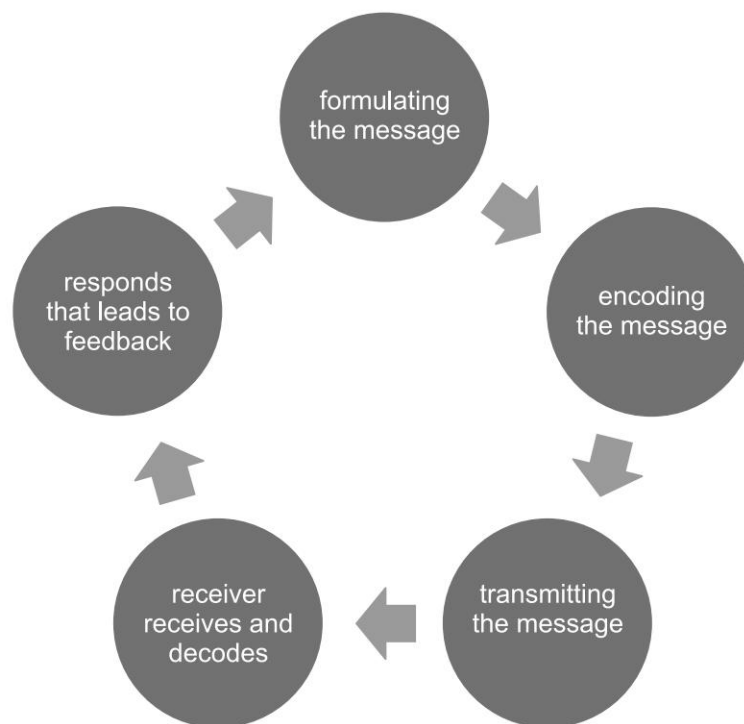 formulating
the message
encoding
the message
transmitting
the message
receiver
receives and
decodes
responds
that leads to
feedback